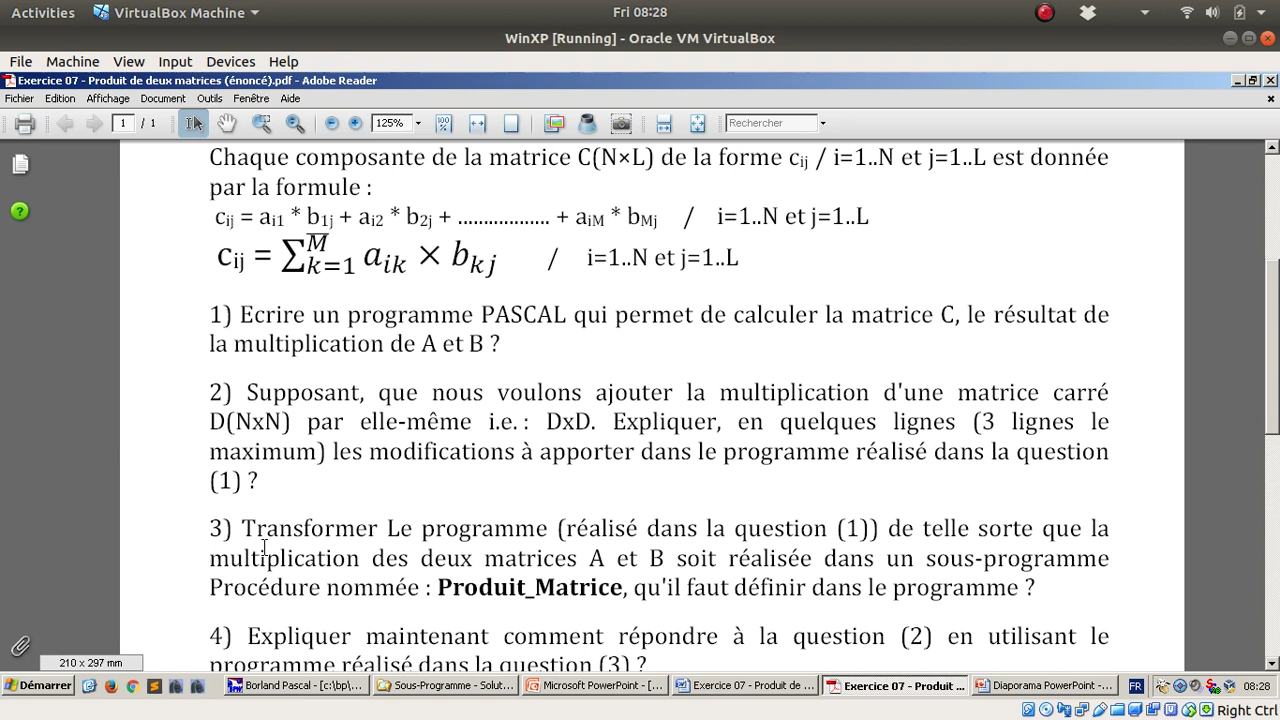 Activities VirtualBox Machine Fri 08:28
WinXP [Running] - Oracle VM VirtualBox
File Machine View Input Devices Help
Exercice 07 - Produit de deux matrices (énoncé).pdf - Adobe Reader
Fichier Edition Affichage Document Outils Fenêtre Aide
1 / 1 125% Rechercher
Chaque composante de la matrice C(N×L) de la forme cij / i=1..N et j=1..L est donnée
par la formule :
cij = ai1 * b1j + ai2 * b2j + .................. + aiM * bMj / i=1..N et j=1..L
cij = ∑ M k=1 aik × bkj / i=1..N et j=1..L
1) Ecrire un programme PASCAL qui permet de calculer la matrice C, le résultat de
la multiplication de A et B ?
2) Supposant, que nous voulons ajouter la multiplication d'une matrice carré
D(NxN) par elle-même i.e. : DxD. Expliquer, en quelques lignes (3 lignes le
maximum) les modifications à apporter dans le programme réalisé dans la question
(1) ?
3) Transformer Le programme (réalisé dans la question (1)) de telle sorte que la
multiplication des deux matrices A et B soit réalisée dans un sous-programme
Procédure nommée : Produit_Matrice, qu'il faut définir dans le programme ?
4) Expliquer maintenant comment répondre à la question (2) en utilisant le
programme réalisé dans la question (3) ?
210 x 297 mm
Démarrer Borland Pascal - [c:\bp\... Sous-Programme - Solut... Microsoft PowerPoint - [... Exercice 07 - Produit de ... Exercice 07 - Produit ... Diaporama PowerPoint -... FR 08:28
Right Ctrl